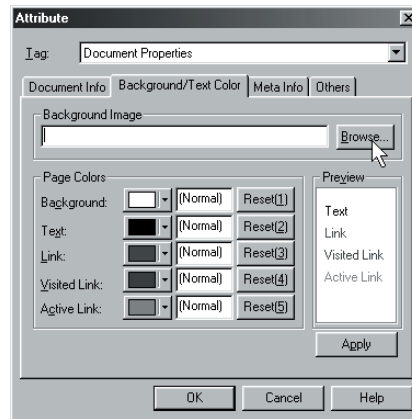 Attribute
Tag: Document Properties
Document Info Background/Text Color Meta Info Others
Background Image
Browse...
Page Colors
Background: (Normal) Reset(1)
Text: (Normal) Reset(2)
Link: (Normal) Reset(3)
Visited Link: (Normal) Reset(4)
Active Link: (Normal) Reset(5)
Preview
Text
Link
Visited Link
Active Link
Apply
OK Cancel Help